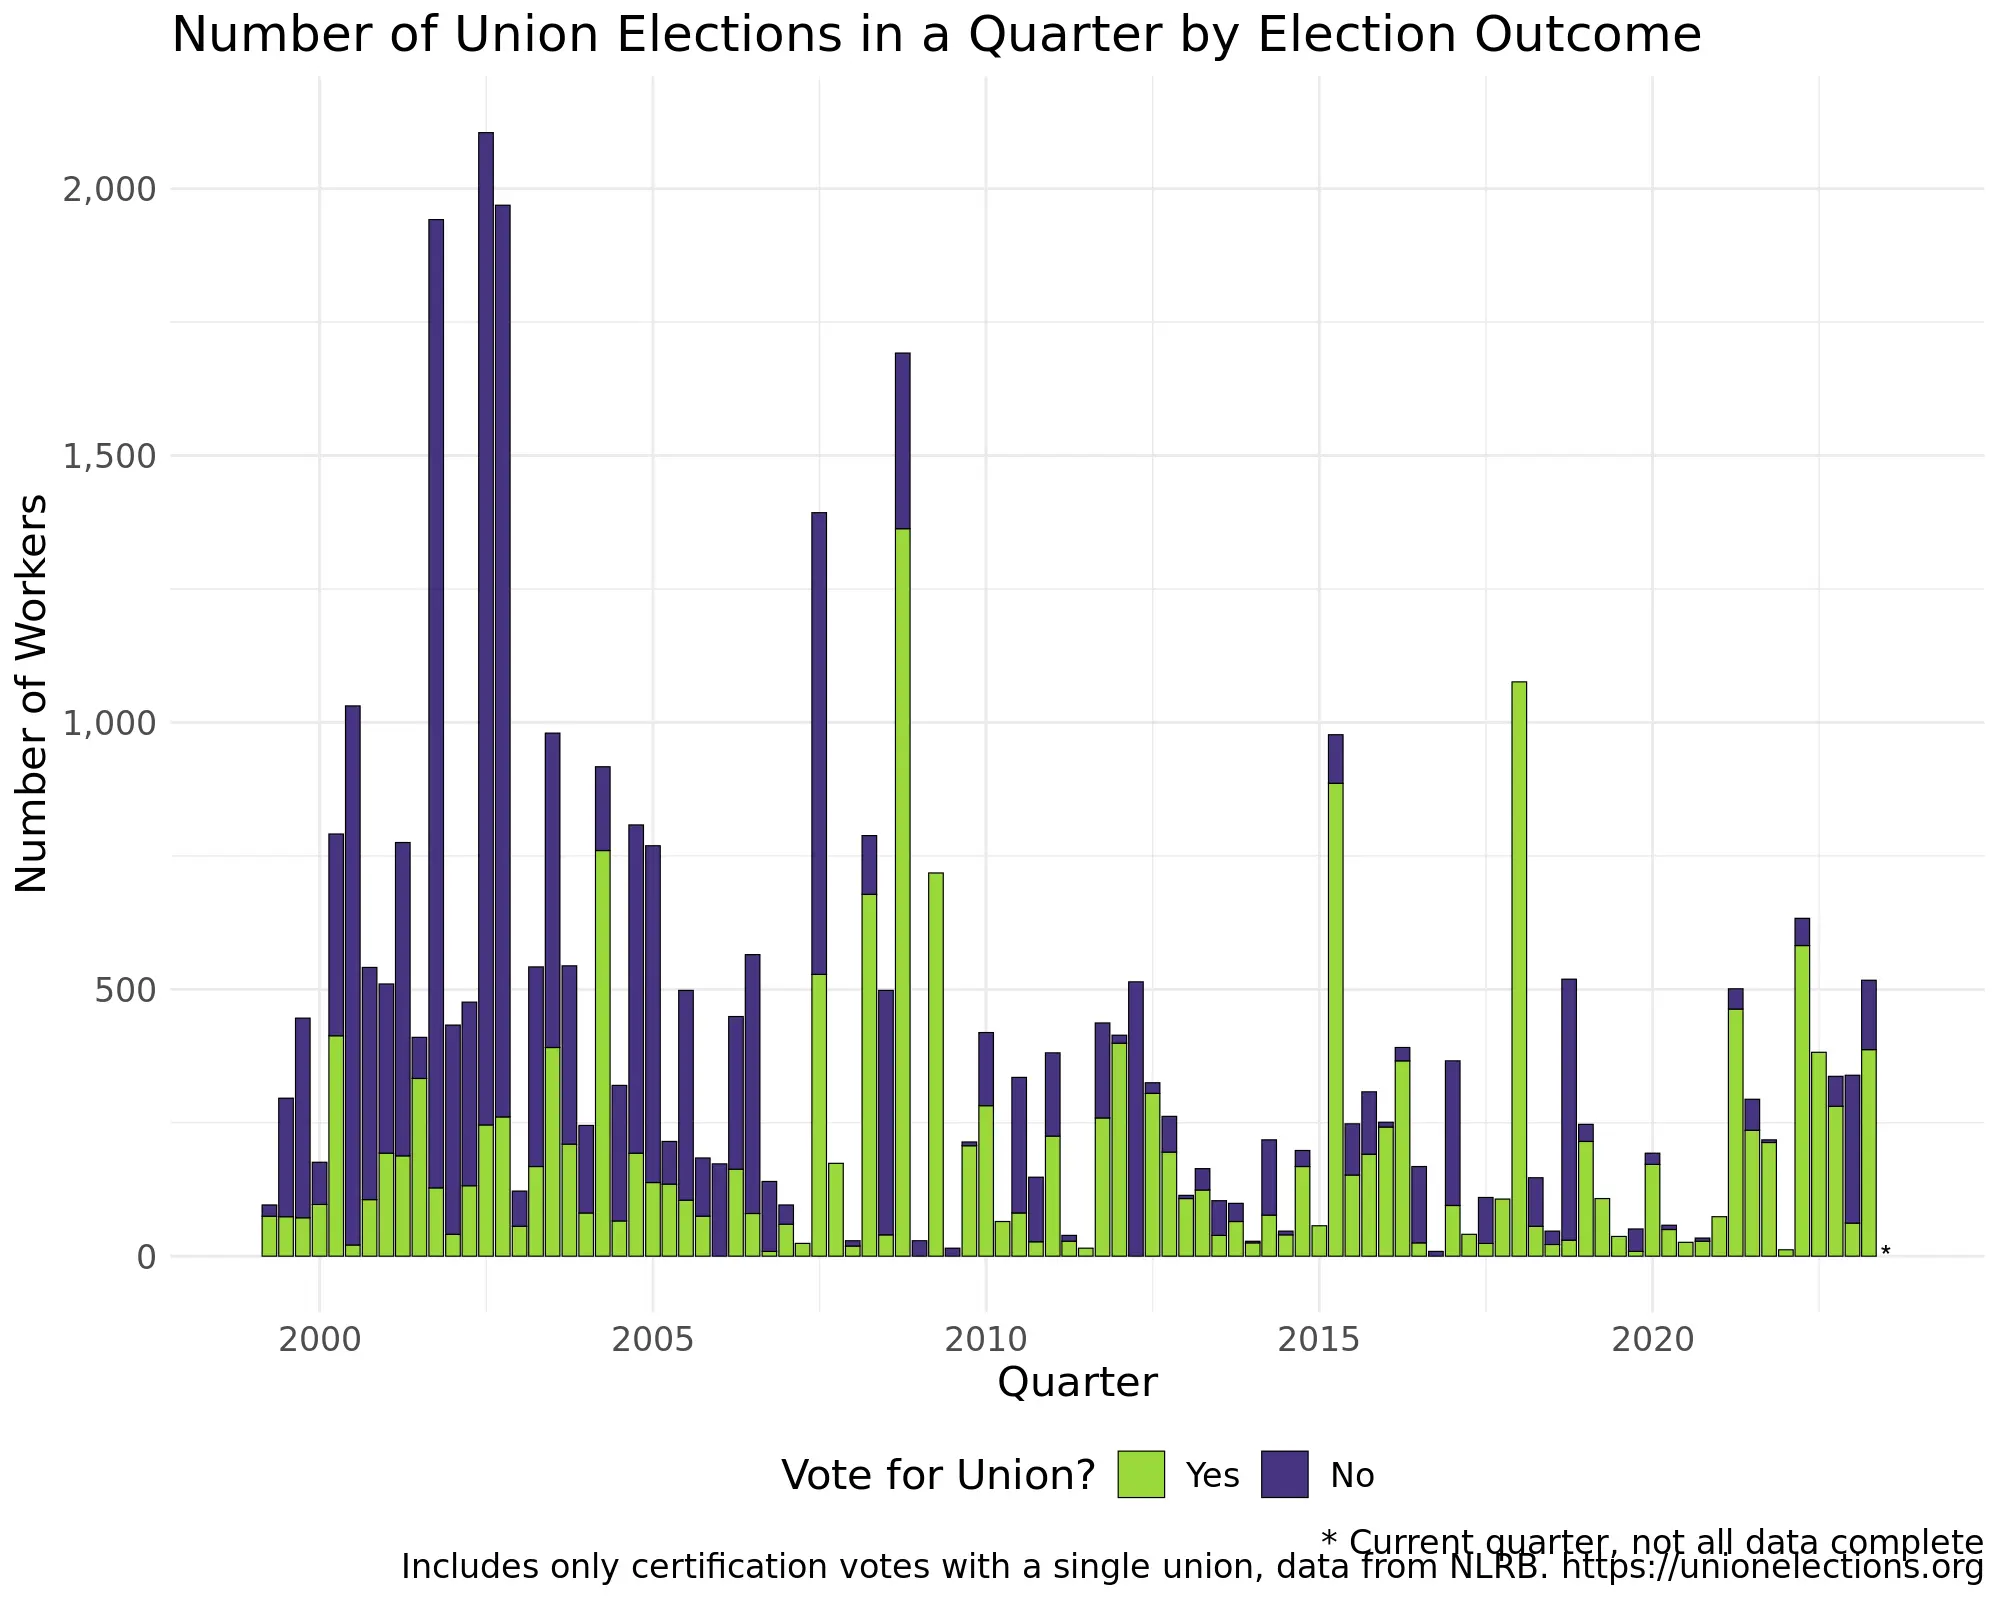 Number of Union Elections in a Quarter by Election Outcome
2,000
1,500
1,000
500
0
Number of Workers
*
2000 2005 2010 2015 2020
Quarter
Vote for Union? Yes No
* Current quarter, not all data complete
Includes only certification votes with a single union, data from NLRB. https://unionelections.org